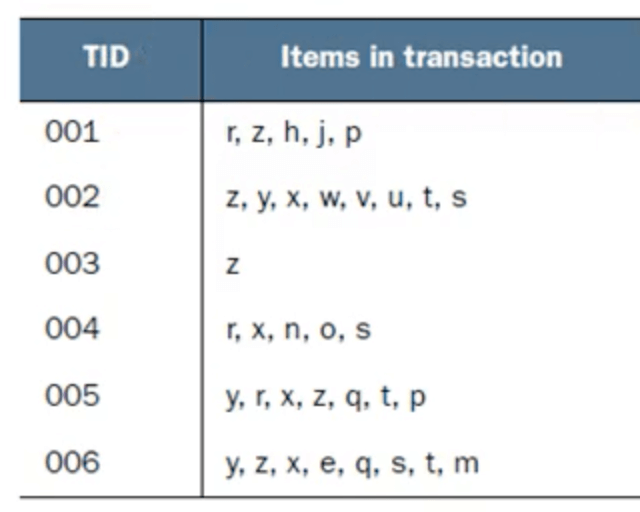 TID Items in transaction
001 r, z, h, j, p
002 z, y, x, w, v, u, t, s
003 z
004 r, x, n, o, s
005 y, r, x, z, q, t, p
006 y, z, x, e, q, s, t, m